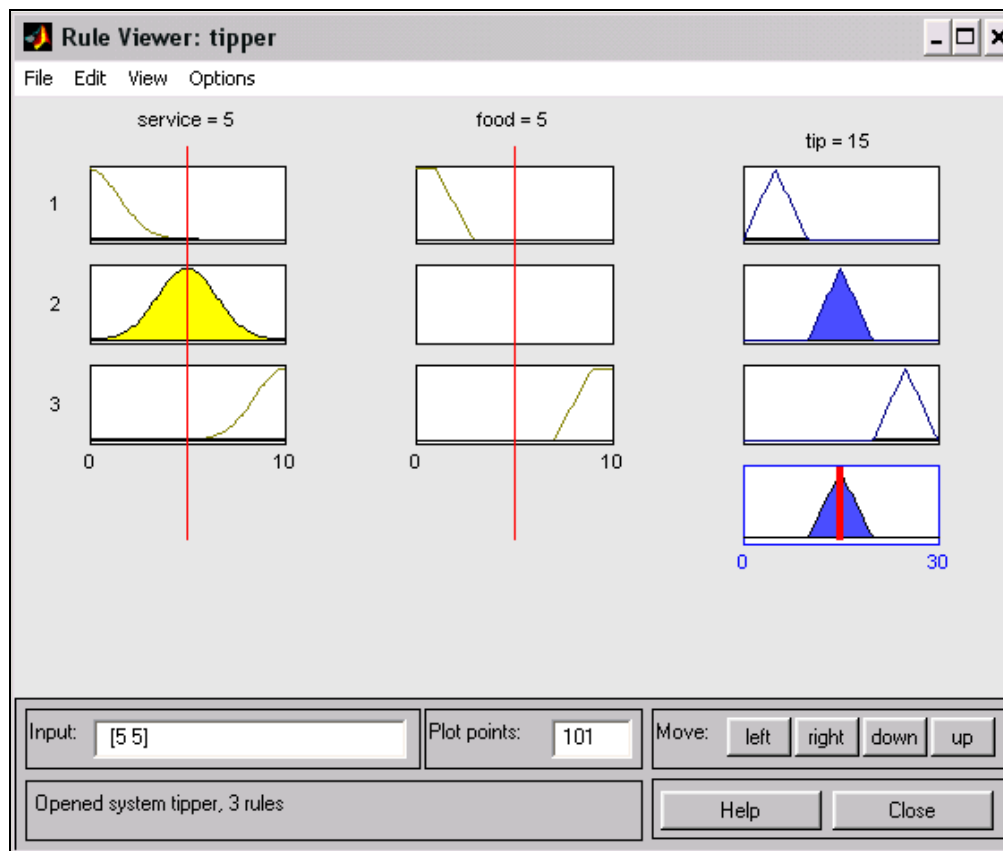 Rule Viewer: tipper
File Edit View Options
service = 5
food = 5
tip = 15
1
2
3
0 10
0 10
0 30
Input: [5 5]
Plot points: 101
Move: left right down up
Opened system tipper, 3 rules
Help Close